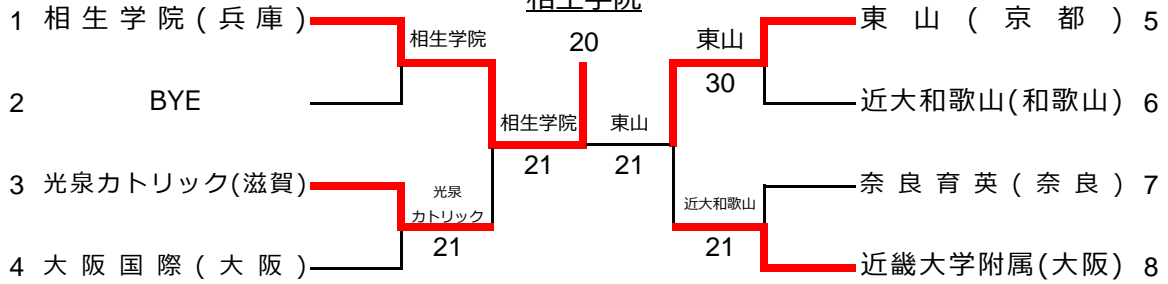 相生学院
1 相生学院(兵庫)
相生学院
20
東山
東山(京都) 5
30
2 BYE
近大和歌山(和歌山) 6
相生学院
東山
21
21
3 光泉カトリック(滋賀)
光泉
カトリック
21
近大和歌山
21
奈良育英(奈良) 7
4 大阪国際(大阪)
近畿大学附属(大阪) 8